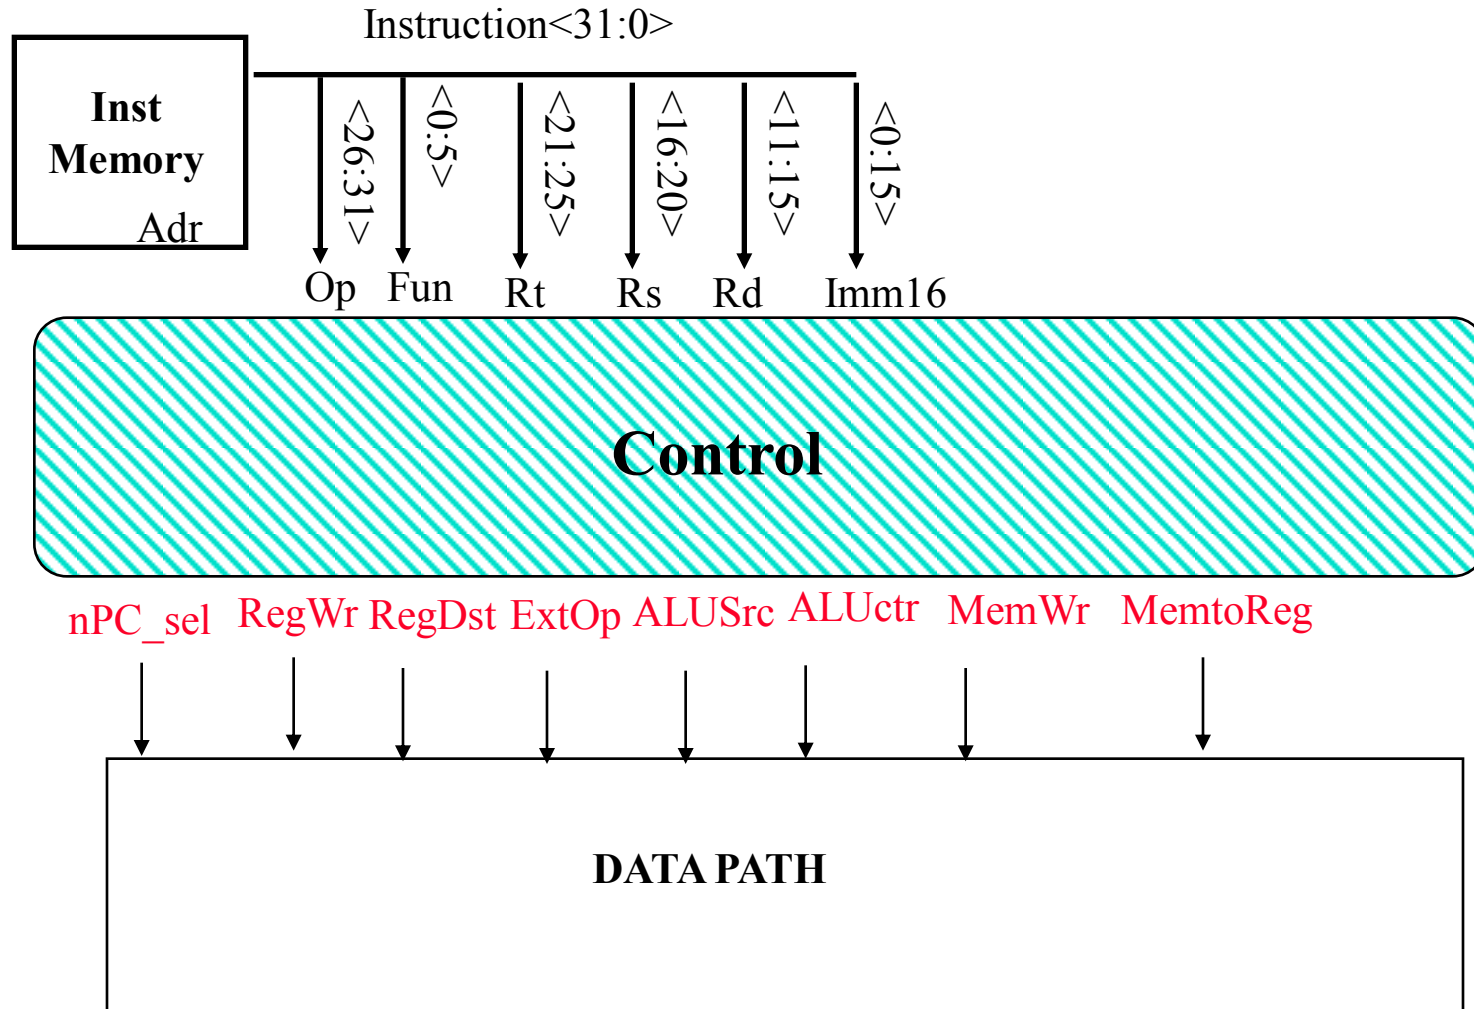 Instruction<31:0>
Inst
Memory
Adr
<26:31>
<0:5>
<21:25>
<16:20>
<11:15>
<0:15>
Op Fun Rt Rs Rd Imm16
Control
nPC_sel RegWr RegDst ExtOp ALUSrc ALUctr MemWr MemtoReg
DATA PATH